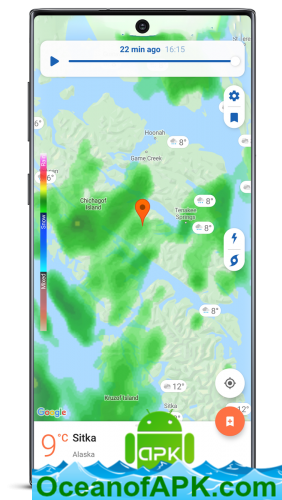 22 min ago 16:15
Hoonah
8°
6°
Game Creek
Rain
Chichagof
Island
8°
Tenakee
Springs
8°
Snow
Mixed
8°
12°
Kruzof Island
Sitka
Google
9°C Sitka
Alaska
APK
OceanofAPK.com